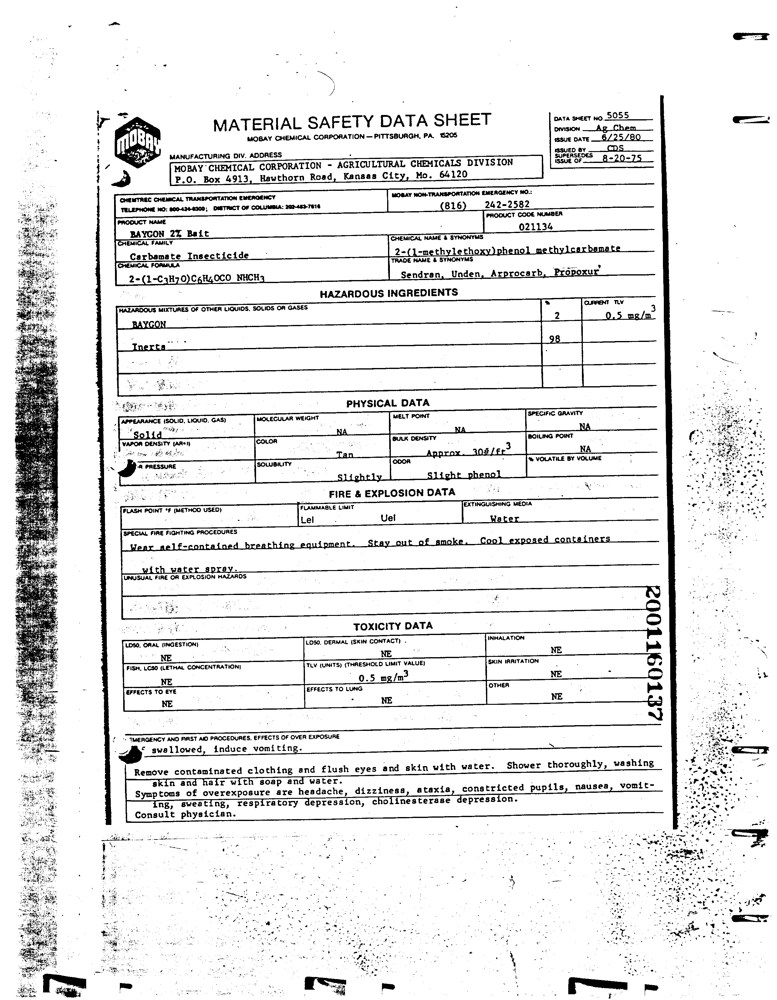 MOBAY
MATERIAL SAFETY DATA SHEET
MOBAY CHEMICAL CORPORATION — PITTSBURGH, PA. 15205
DATA SHEET NO 5055
DIVISION Ag Chem
ISSUE DATE 6/25/80
ISSUED BY CDS
SUPERSEDES
ISSUE OF 8-20-75
MANUFACTURING DIV. ADDRESS
MOBAY CHEMICAL CORPORATION - AGRICULTURAL CHEMICALS DIVISION
P.O. Box 4913, Hawthorn Road, Kansas City, Mo. 64120
CHEMTREC CHEMICAL TRANSPORTATION EMERGENCY
TELEPHONE NO: 800-424-9300; DISTRICT OF COLUMBIA: 202-483-7616
MOBAY NON-TRANSPORTATION EMERGENCY NO.:
(816) 242-2582
PRODUCT NAME
BAYGON 2% Bait
PRODUCT CODE NUMBER
021134
CHEMICAL FAMILY
Carbamate Insecticide
CHEMICAL NAME & SYNONYMS
2-(1-methylethoxy)phenol methylcarbamate
CHEMICAL FORMULA
2-(1-C3H7O)C6H4OCO NHCH3
TRADE NAME & SYNONYMS
Sendran, Unden, Arprocarb, Propoxur
HAZARDOUS INGREDIENTS
HAZARDOUS MIXTURES OF OTHER LIQUIDS, SOLIDS OR GASES
%
CURRENT TLV
BAYGON 2 0.5 mg/m3
Inerts 98
PHYSICAL DATA
APPEARANCE (SOLID, LIQUID, GAS)
Solid
MOLECULAR WEIGHT
NA
MELT POINT
NA
SPECIFIC GRAVITY
NA
VAPOR DENSITY (AR=1)
COLOR
Tan
BULK DENSITY
Approx. 30#/ft3
BOILING POINT
NA
PRESSURE
SOLUBILITY
Slightly
ODOR
Slight phenol
% VOLATILE BY VOLUME
FIRE & EXPLOSION DATA
FLASH POINT °F (METHOD USED)
FLAMMABLE LIMIT
Lel Uel
EXTINGUISHING MEDIA
Water
SPECIAL FIRE FIGHTING PROCEDURES
Wear self-contained breathing equipment. Stay out of smoke. Cool exposed containers
with water spray.
UNUSUAL FIRE OR EXPLOSION HAZARDS
TOXICITY DATA
LD50, ORAL (INGESTION)
NE
LD50, DERMAL (SKIN CONTACT)
NE
INHALATION
NE
FISH, LC50 (LETHAL CONCENTRATION)
NE
TLV (UNITS) (THRESHOLD LIMIT VALUE)
0.5 mg/m3
SKIN IRRITATION
NE
EFFECTS TO EYE
NE
EFFECTS TO LUNG
NE
OTHER
NE
2001160137
EMERGENCY AND FIRST AID PROCEDURES, EFFECTS OF OVER EXPOSURE
swallowed, induce vomiting.
Remove contaminated clothing and flush eyes and skin with water. Shower thoroughly, washing
skin and hair with soap and water.
Symptoms of overexposure are headache, dizziness, ataxia, constricted pupils, nausea, vomit-
ing, sweating, respiratory depression, cholinesterase depression.
Consult physician.